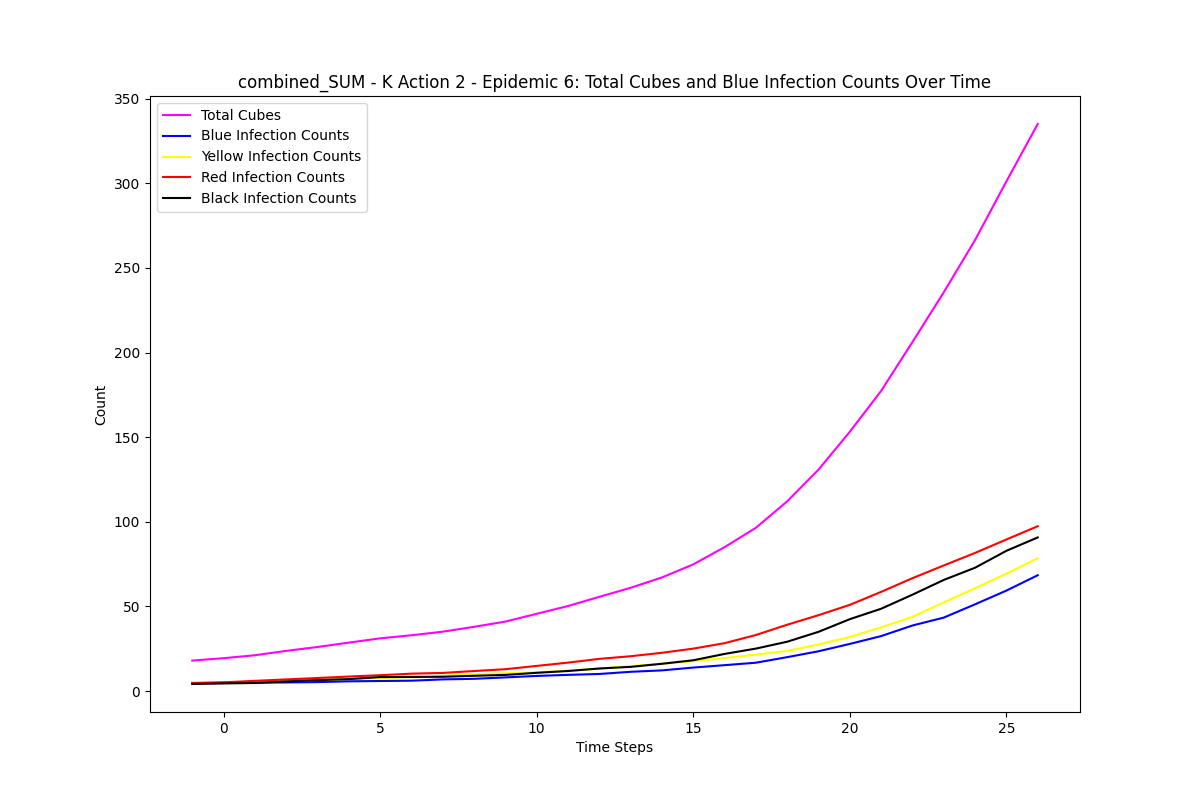 combined_SUM - K Action 2 - Epidemic 6: Total Cubes and Blue Infection Counts Over Time
350
300
250
200
150
100
50
0
Count
Total Cubes
Blue Infection Counts
Yellow Infection Counts
Red Infection Counts
Black Infection Counts
0 5 10 15 20 25
Time Steps